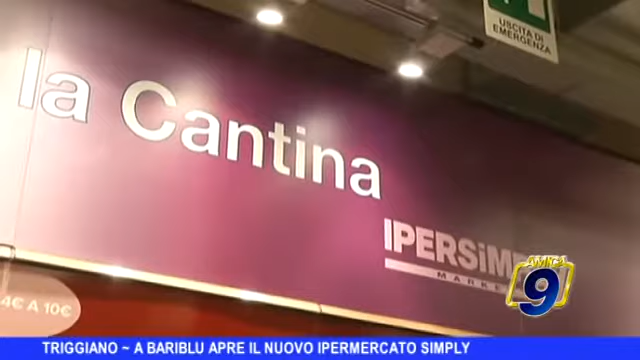 USCITA DI
EMERGENZA
la Cantina
IPERSiM
MARKE
4€ A 10€
AMICA
9
TRIGGIANO ~ A BARIBLU APRE IL NUOVO IPERMERCATO SIMPLY